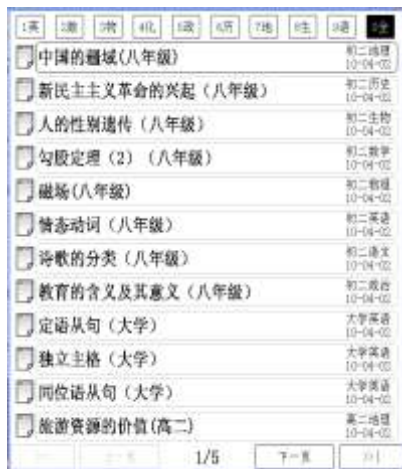 1英 2数 3物 4化 5政 6历 7地 8生 9语 0全
中国的疆域(八年级)
初二地理
10-04-02
新民主主义革命的兴起（八年级）
初二历史
10-04-02
人的性别遗传（八年级）
初二生物
10-04-02
勾股定理（2）（八年级）
初二数学
10-04-02
磁场(八年级)
初二物理
10-04-02
情态动词（八年级）
初二英语
10-04-02
诗歌的分类（八年级）
初二语文
10-04-02
教育的含义及其意义（八年级）
初二政治
10-04-02
定语从句（大学）
大学英语
10-04-02
独立主格（大学）
大学英语
10-04-02
同位语从句（大学）
大学英语
10-04-02
旅游资源的价值(高二)
高二地理
10-04-02
1/5 下一页 >|